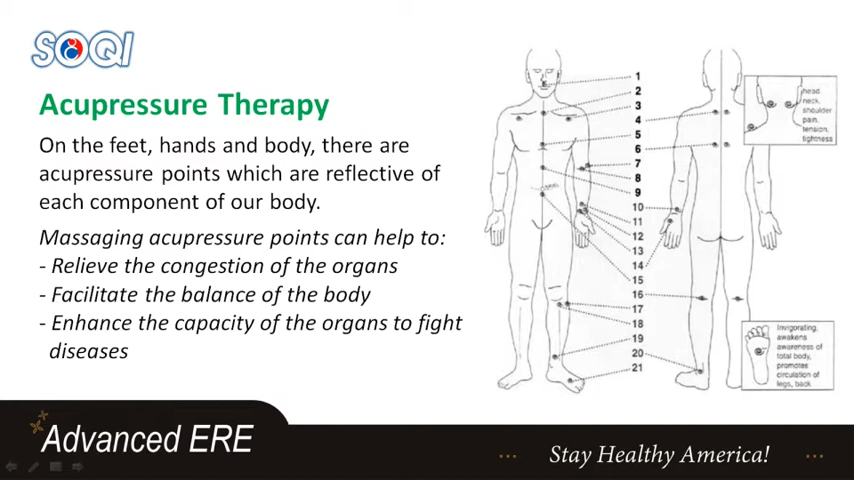 SOQI
Acupressure Therapy
On the feet, hands and body, there are
acupressure points which are reflective of
each component of our body.
Massaging acupressure points can help to:
- Relieve the congestion of the organs
- Facilitate the balance of the body
- Enhance the capacity of the organs to fight
diseases
1
2
3
4
5
6
7
8
9
10
11
12
13
14
15
16
17
18
19
20
21
head
neck,
shoulder
pain,
tension,
tightness
Invigorating,
awakens
awareness of
total body,
promotes
circulation of
legs, back
Advanced ERE
Stay Healthy America!